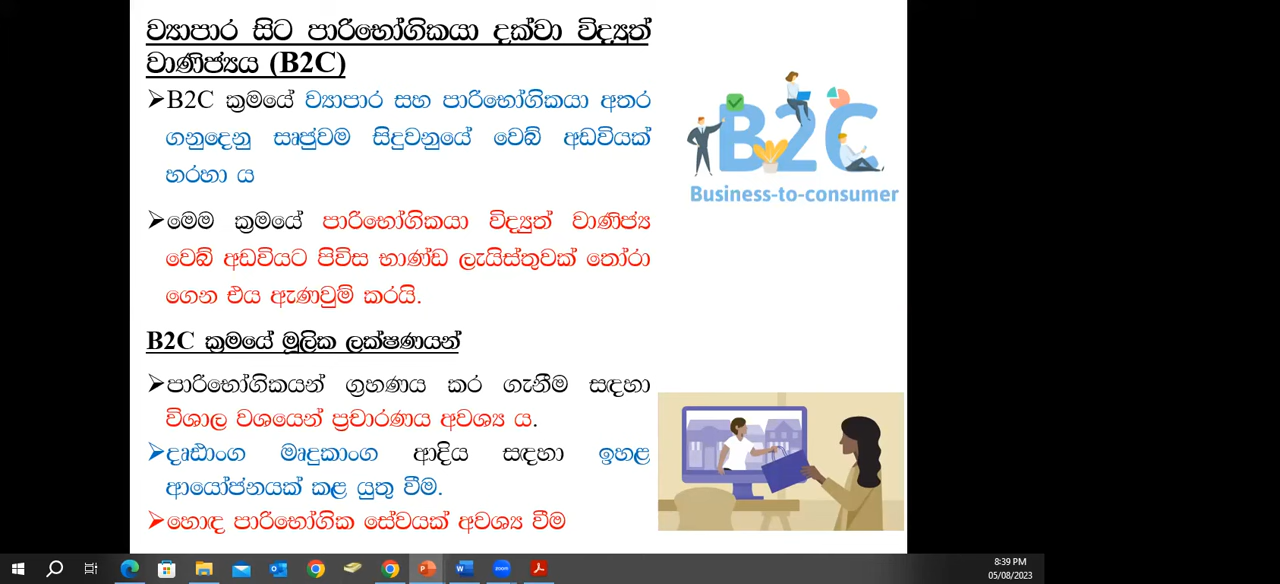 ව්‍යාපාර සිට පාරිභෝගිකයා දක්වා විද්‍යුත්
වාණිජ්‍යය (B2C)
➢B2C ක්‍රමයේ ව්‍යාපාර සහ පාරිභෝගිකයා අතර
ගනුදෙනු සෘජුවම සිදුවනුයේ වෙබ් අඩවියක්
හරහා ය
➢මෙම ක්‍රමයේ පාරිභෝගිකයා විද්‍යුත් වාණිජ්‍ය
වෙබ් අඩවියට පිවිස භාණ්ඩ ලැයිස්තුවක් තෝරා
ගෙන එය ඇණවුම් කරයි.
B2C ක්‍රමයේ මූලික ලක්ෂණයන්
➢පාරිභෝගිකයන් ග්‍රහණය කර ගැනීම සඳහා
විශාල වශයෙන් ප්‍රචාරණය අවශ්‍ය ය.
➢දෘඪාංග මෘදුකාංග ආදිය සඳහා ඉහළ
ආයෝජනයක් කළ යුතු වීම.
➢හොඳ පාරිභෝගික සේවයක් අවශ්‍ය වීම
B2C
Business-to-consumer
zoom
8:39 PM
05/08/2023